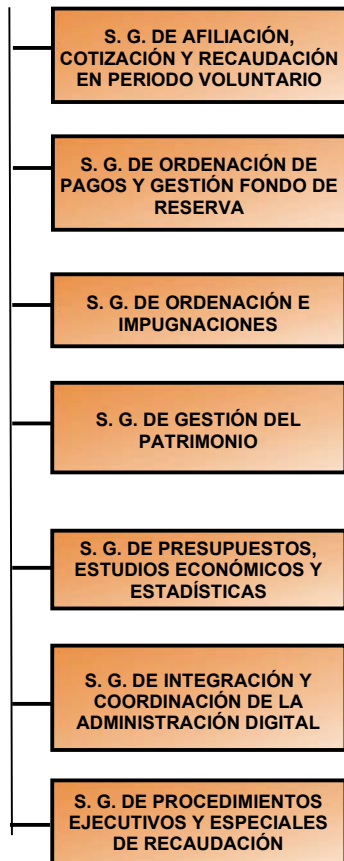 S. G. DE AFILIACIÓN,
COTIZACIÓN Y RECAUDACIÓN
EN PERIODO VOLUNTARIO
S. G. DE ORDENACIÓN DE
PAGOS Y GESTIÓN FONDO DE
RESERVA
S. G. DE ORDENACIÓN E
IMPUGNACIONES
S. G. DE GESTIÓN DEL
PATRIMONIO
S. G. DE PRESUPUESTOS,
ESTUDIOS ECONÓMICOS Y
ESTADÍSTICAS
S. G. DE INTEGRACIÓN Y
COORDINACIÓN DE LA
ADMINISTRACIÓN DIGITAL
S. G. DE PROCEDIMIENTOS
EJECUTIVOS Y ESPECIALES
DE RECAUDACIÓN